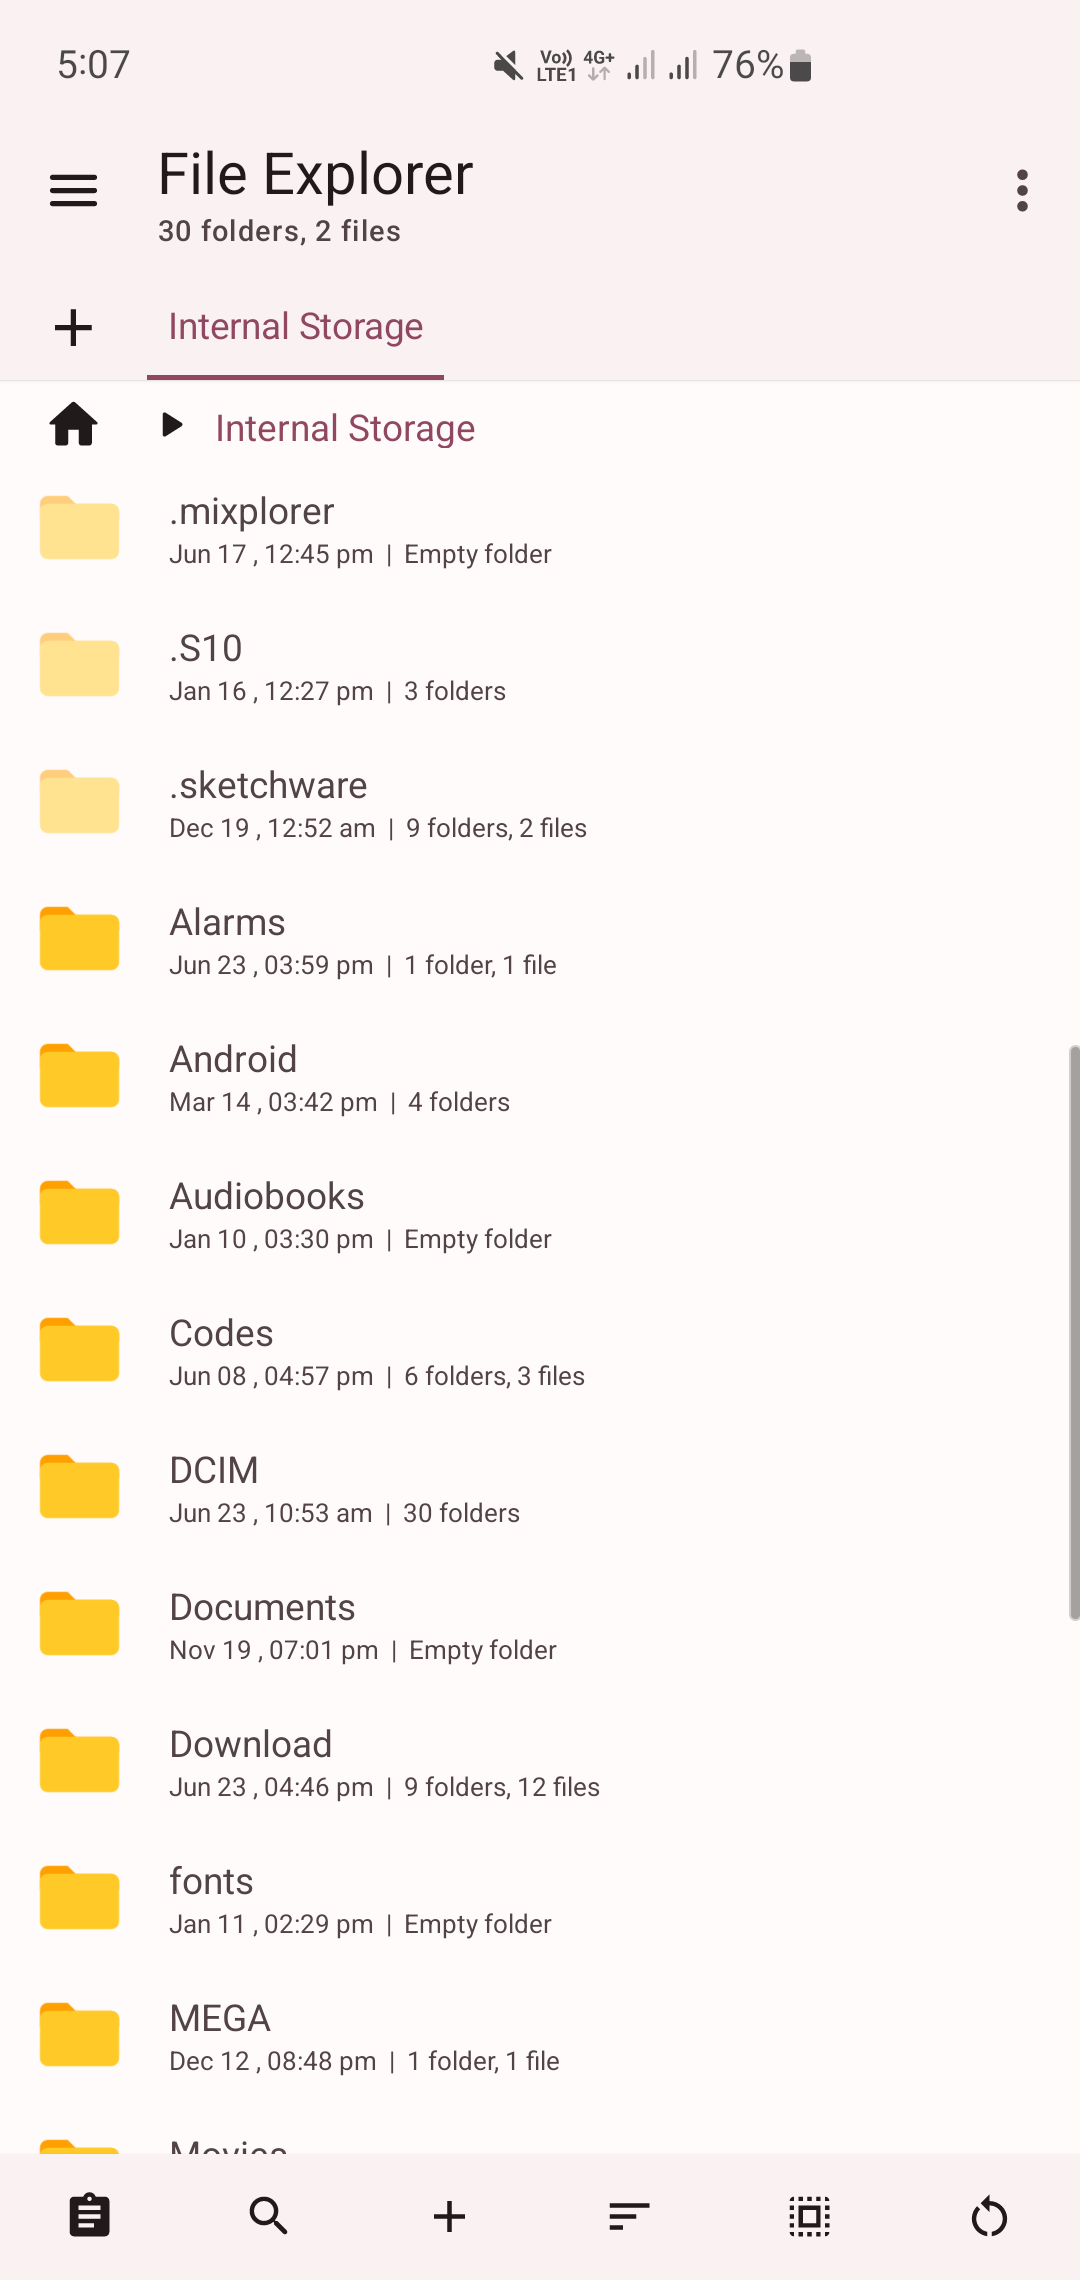 5:07
Vo)) LTE1 4G+ 76%
File Explorer
30 folders, 2 files
Internal Storage
Internal Storage
.mixplorer
Jun 17 , 12:45 pm | Empty folder
.S10
Jan 16 , 12:27 pm | 3 folders
.sketchware
Dec 19 , 12:52 am | 9 folders, 2 files
Alarms
Jun 23 , 03:59 pm | 1 folder, 1 file
Android
Mar 14 , 03:42 pm | 4 folders
Audiobooks
Jan 10 , 03:30 pm | Empty folder
Codes
Jun 08 , 04:57 pm | 6 folders, 3 files
DCIM
Jun 23 , 10:53 am | 30 folders
Documents
Nov 19 , 07:01 pm | Empty folder
Download
Jun 23 , 04:46 pm | 9 folders, 12 files
fonts
Jan 11 , 02:29 pm | Empty folder
MEGA
Dec 12 , 08:48 pm | 1 folder, 1 file
Movies